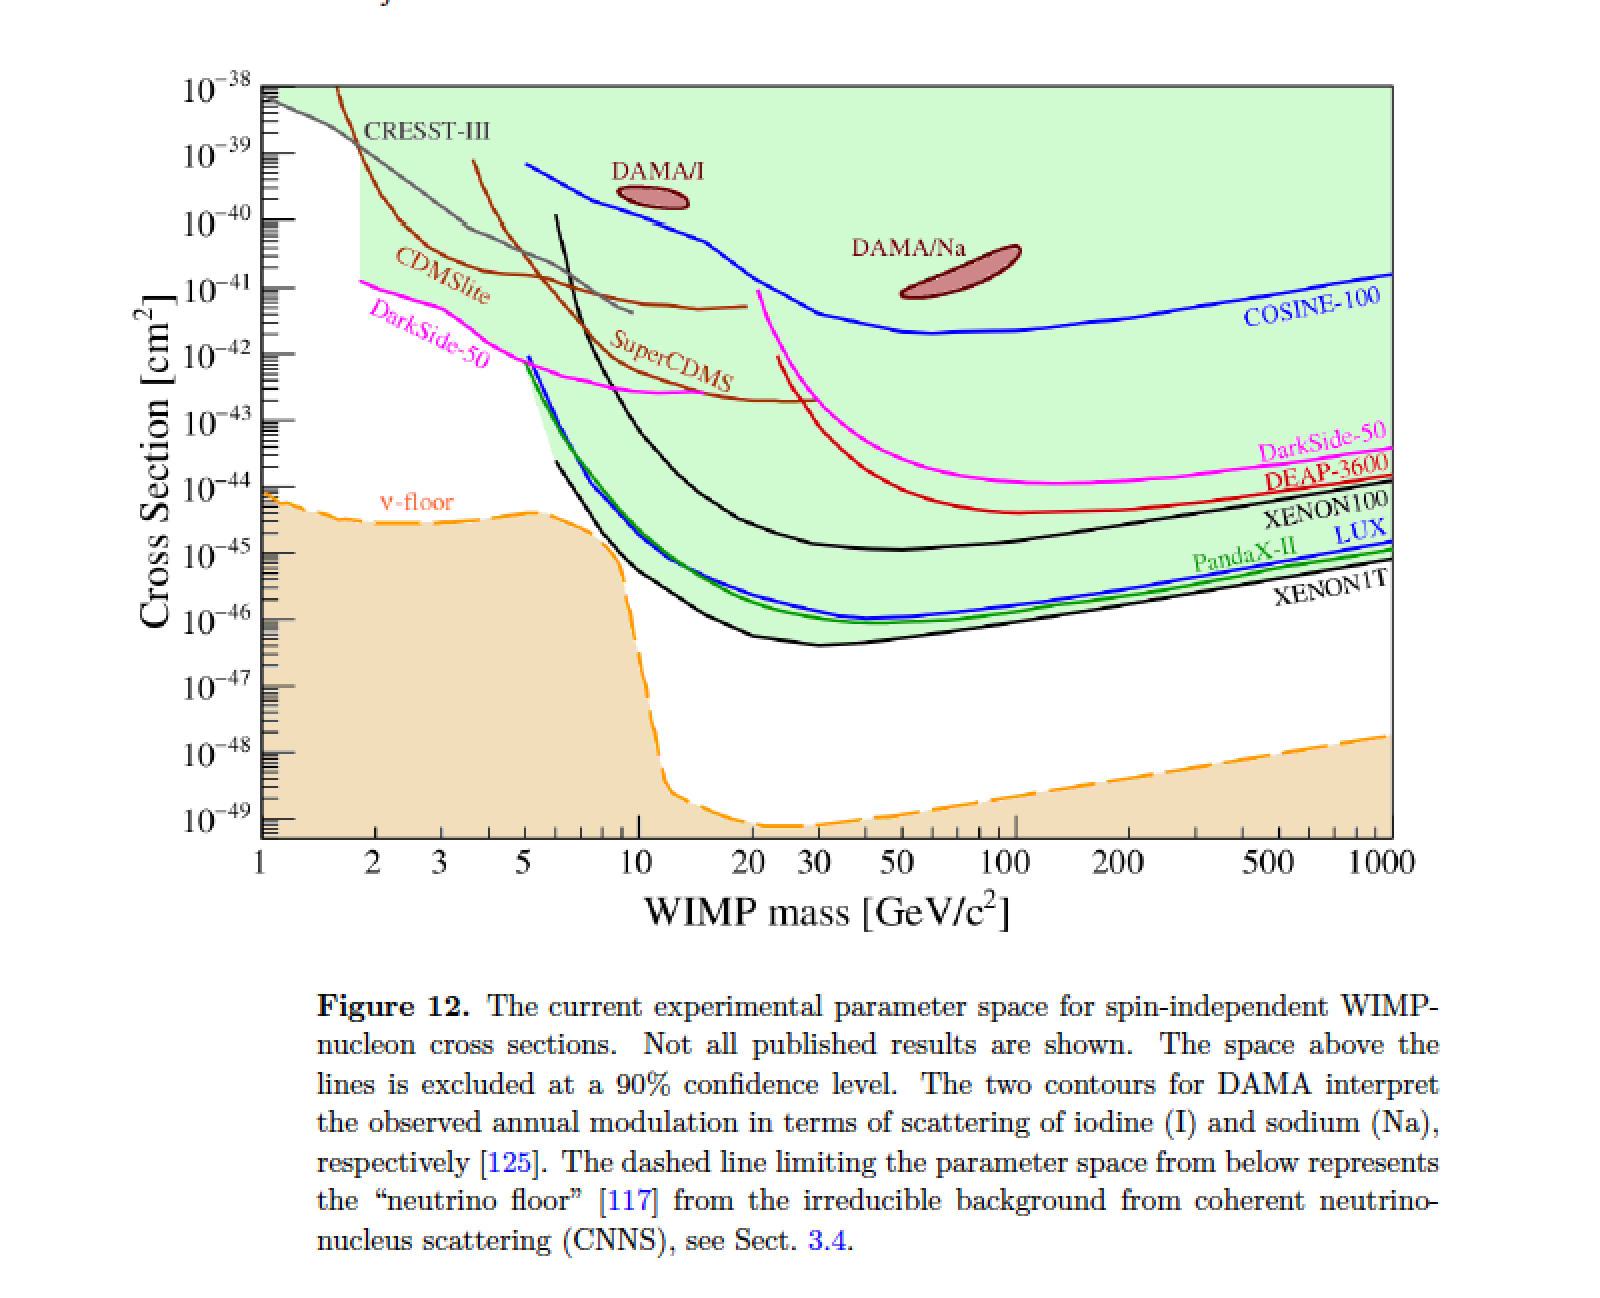 10−38
10−39
10−40
10−41
10−42
10−43
10−44
10−45
10−46
10−47
10−48
10−49
Cross Section [cm2]
CRESST-III
DAMA/I
DAMA/Na
CDMSlite
COSINE-100
DarkSide-50
SuperCDMS
DarkSide-50
DEAP-3600
ν-floor
XENON100
LUX
PandaX-II
XENON1T
1 2 3 5 10 20 30 50 100 200 500 1000
WIMP mass [GeV/c2]
Figure 12. The current experimental parameter space for spin-independent WIMP-
nucleon cross sections. Not all published results are shown. The space above the
lines is excluded at a 90% confidence level. The two contours for DAMA interpret
the observed annual modulation in terms of scattering of iodine (I) and sodium (Na),
respectively [125]. The dashed line limiting the parameter space from below represents
the “neutrino floor” [117] from the irreducible background from coherent neutrino-
nucleus scattering (CNNS), see Sect. 3.4.